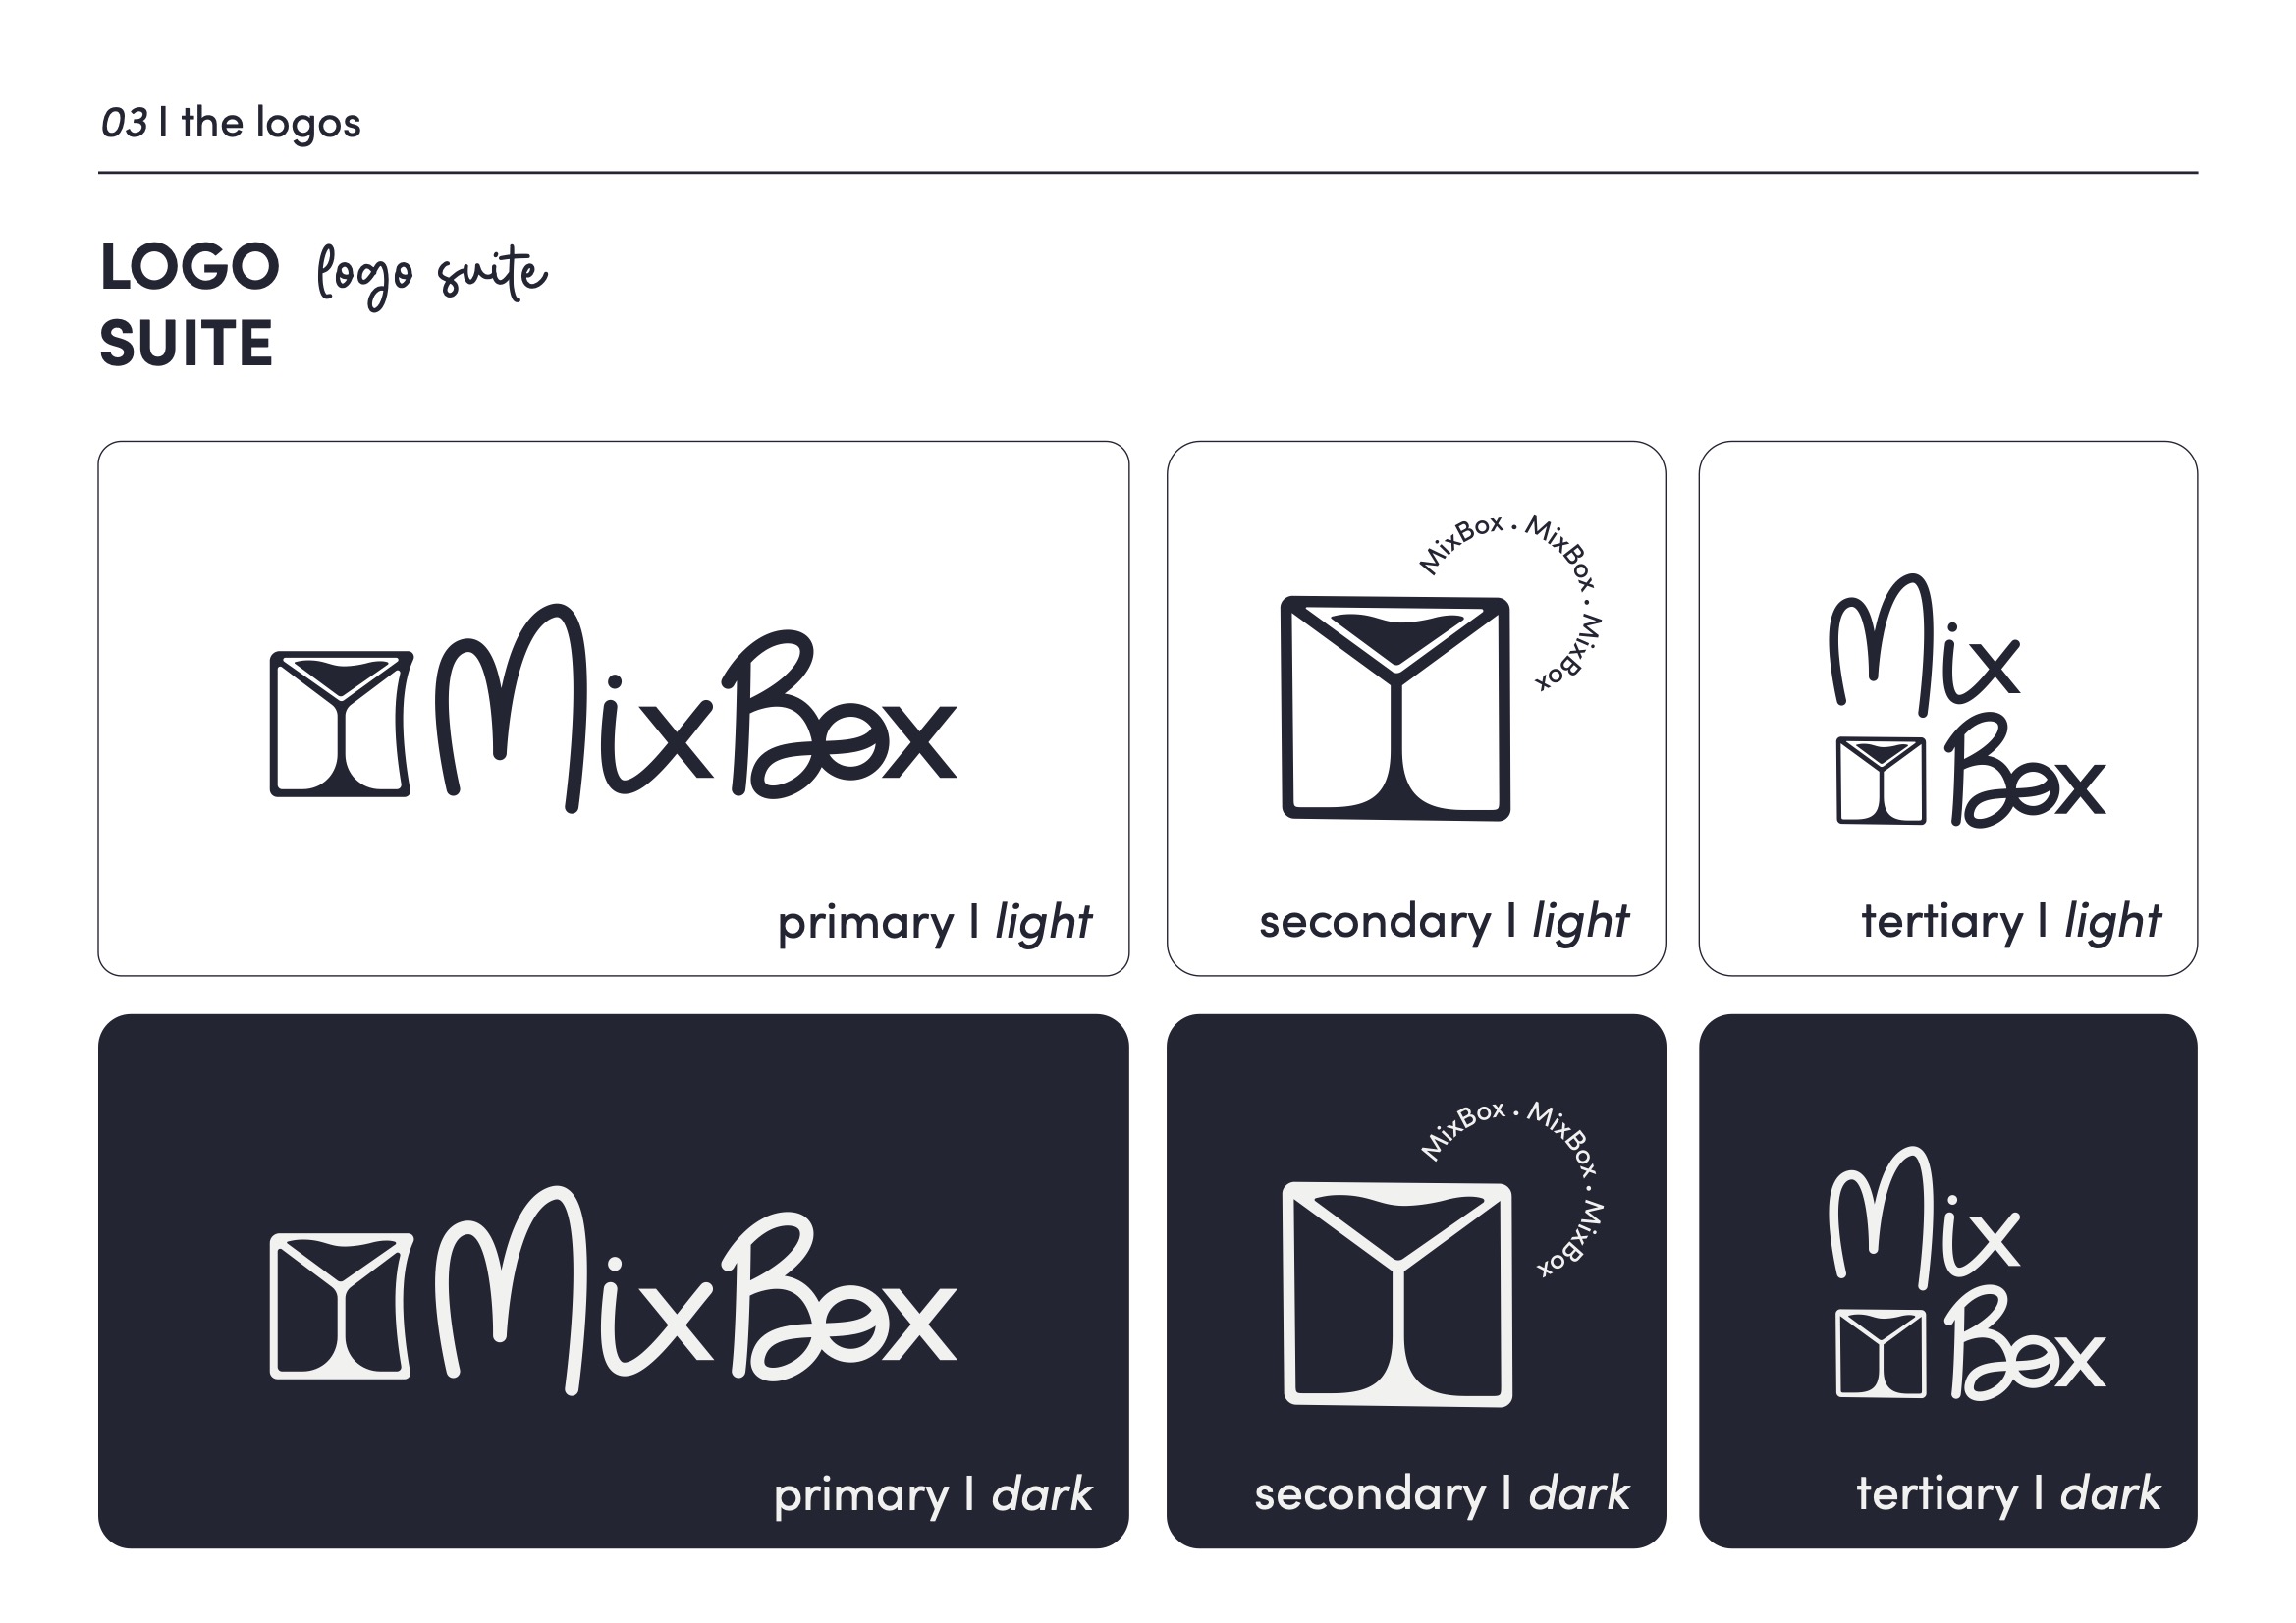 03 | the logos
LOGO logo suite
SUITE
MixBox
primary | light
MixBox • MixBox • MixBox
secondary | light
Mix
Box
tertiary | light
MixBox
primary | dark
MixBox • MixBox • MixBox
secondary | dark
Mix
Box
tertiary | dark